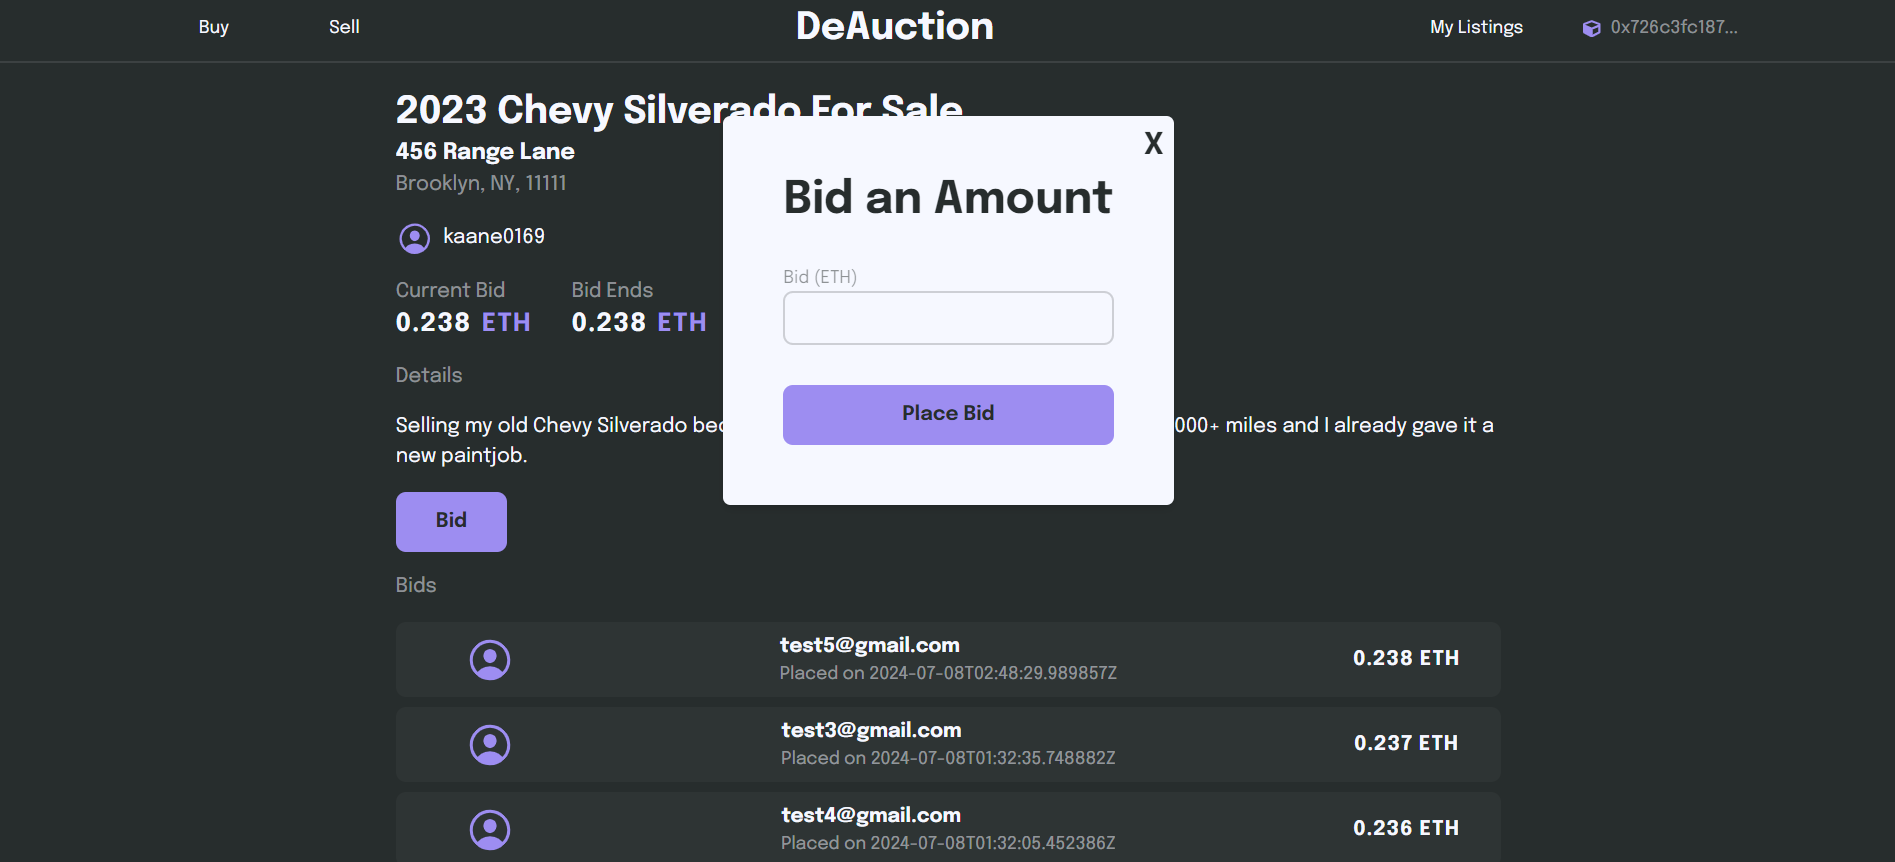 Buy
Sell
DeAuction
My Listings
0x726c3fc187...
2023 Chevy Silverado For Sale
456 Range Lane
Brooklyn, NY, 11111
kaane0169
Current Bid
Bid Ends
0.238 ETH
0.238 ETH
Details
Selling my old Chevy Silverado
000+ miles and I already gave it a
new paintjob.
Bid
X
Bid an Amount
Bid (ETH)
Place Bid
Bids
test5@gmail.com
Placed on 2024-07-08T02:48:29.989857Z
0.238 ETH
test3@gmail.com
Placed on 2024-07-08T01:32:35.748882Z
0.237 ETH
test4@gmail.com
Placed on 2024-07-08T01:32:05.452386Z
0.236 ETH